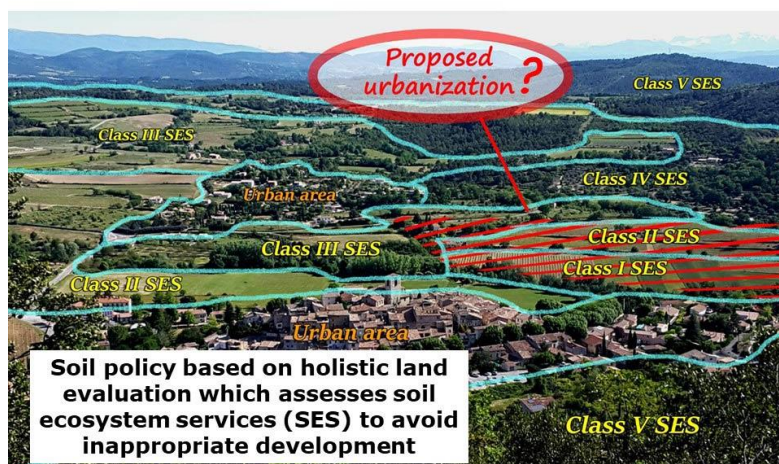 Proposed
urbanization?
Class V SES
Class III SES
Class IV SES
Urban area
Class II SES
Class III SES
Class I SES
Class II SES
Urban area
Soil policy based on holistic land
evaluation which assesses soil
ecosystem services (SES) to avoid
inappropriate development
Class V SES